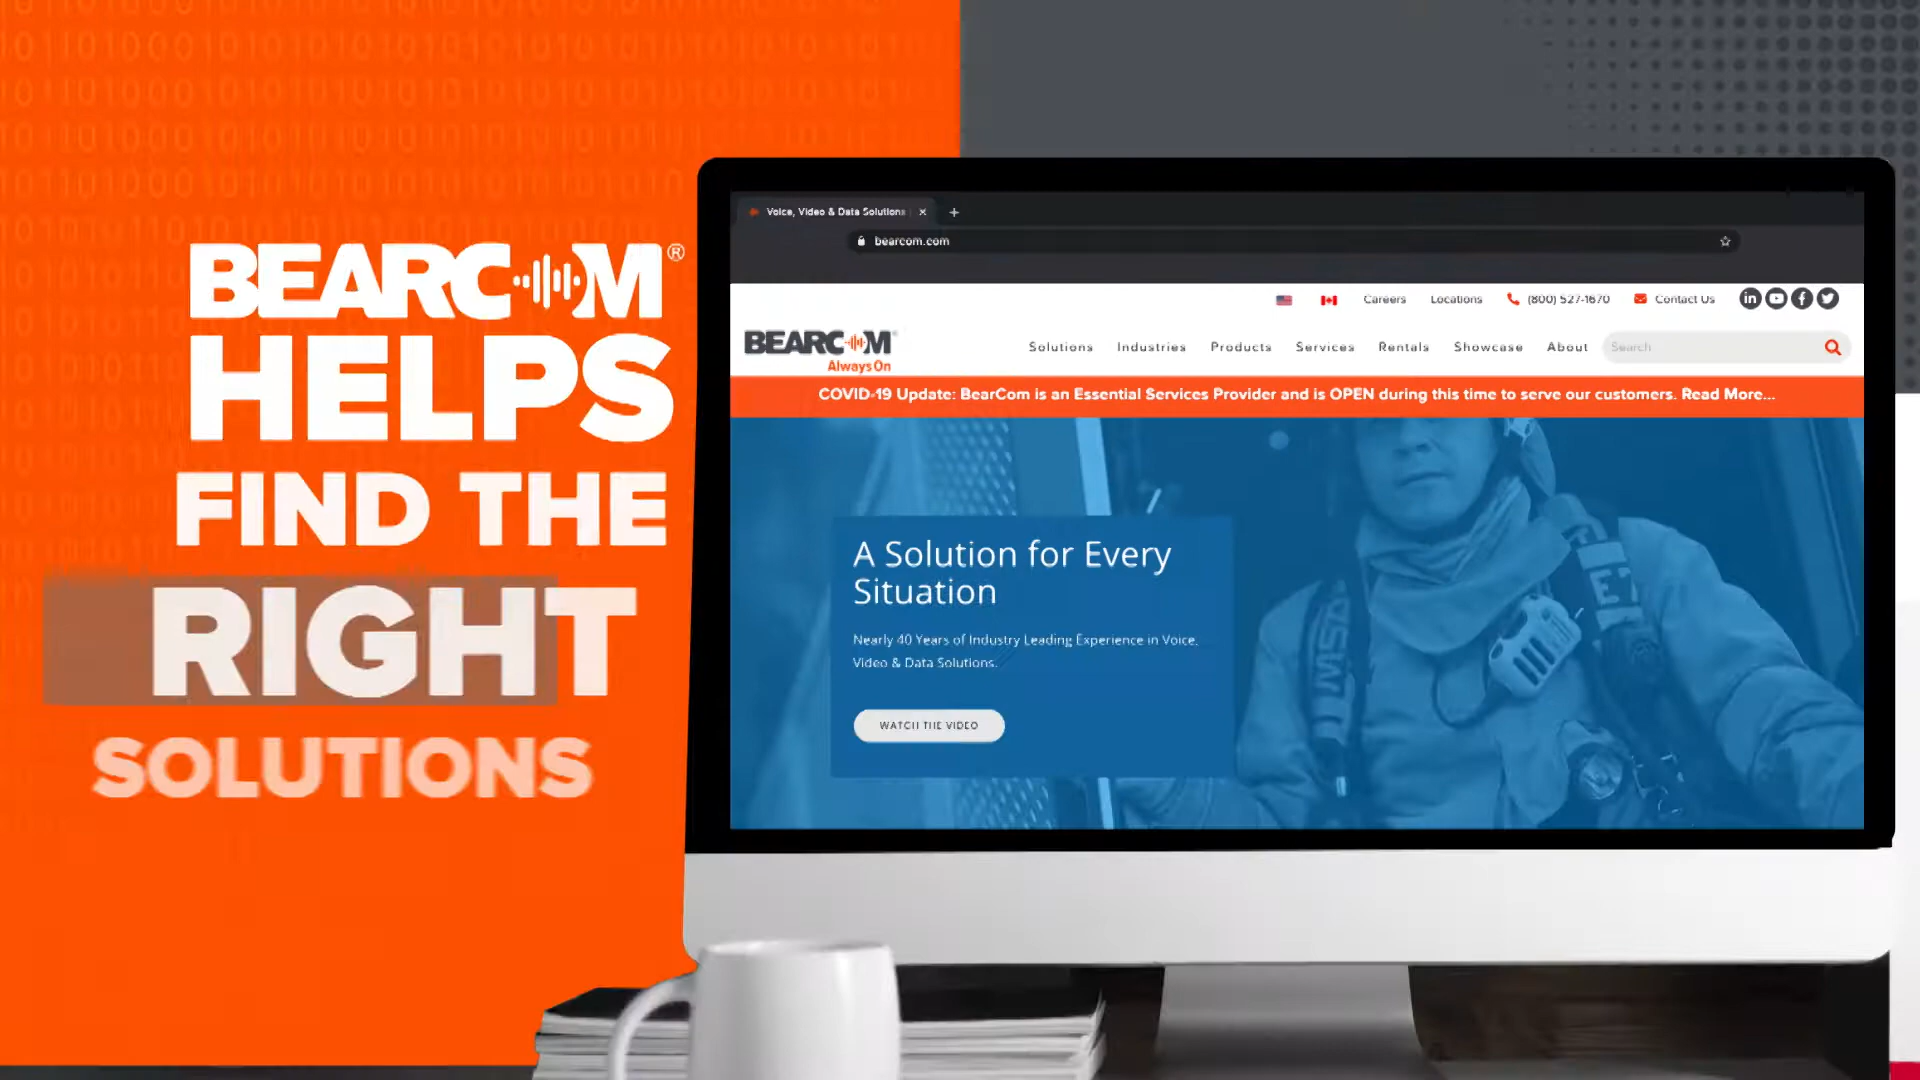 BEARCOM®
HELPS
FIND THE
RIGHT
SOLUTIONS
Voice, Video & Data Solutions
bearcom.com
Careers Locations (800) 527-1670 Contact Us
BEARCOM
Always On
Solutions Industries Products Services Rentals Showcase About Search
COVID-19 Update: BearCom is an Essential Services Provider and is OPEN during this time to serve our customers. Read More...
A Solution for Every
Situation
Nearly 40 Years of Industry Leading Experience in Voice,
Video & Data Solutions.
WATCH THE VIDEO
MSA